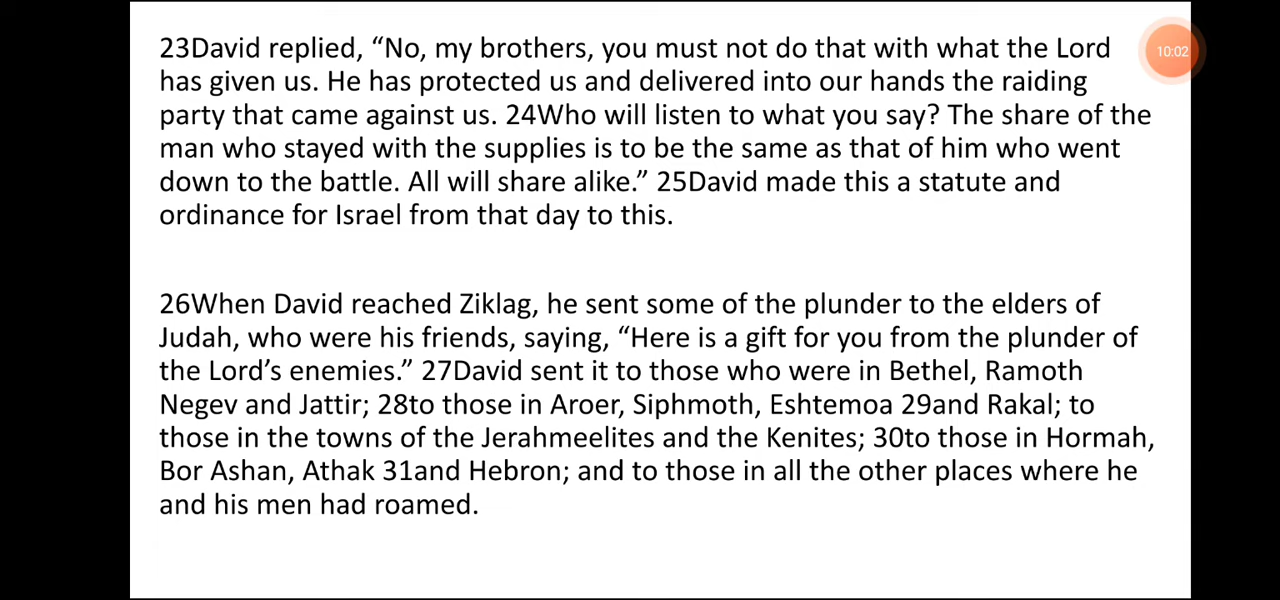 23David replied, “No, my brothers, you must not do that with what the Lord
has given us. He has protected us and delivered into our hands the raiding
party that came against us. 24Who will listen to what you say? The share of the
man who stayed with the supplies is to be the same as that of him who went
down to the battle. All will share alike.” 25David made this a statute and
ordinance for Israel from that day to this.
26When David reached Ziklag, he sent some of the plunder to the elders of
Judah, who were his friends, saying, “Here is a gift for you from the plunder of
the Lord’s enemies.” 27David sent it to those who were in Bethel, Ramoth
Negev and Jattir; 28to those in Aroer, Siphmoth, Eshtemoa 29and Rakal; to
those in the towns of the Jerahmeelites and the Kenites; 30to those in Hormah,
Bor Ashan, Athak 31and Hebron; and to those in all the other places where he
and his men had roamed.
10:02